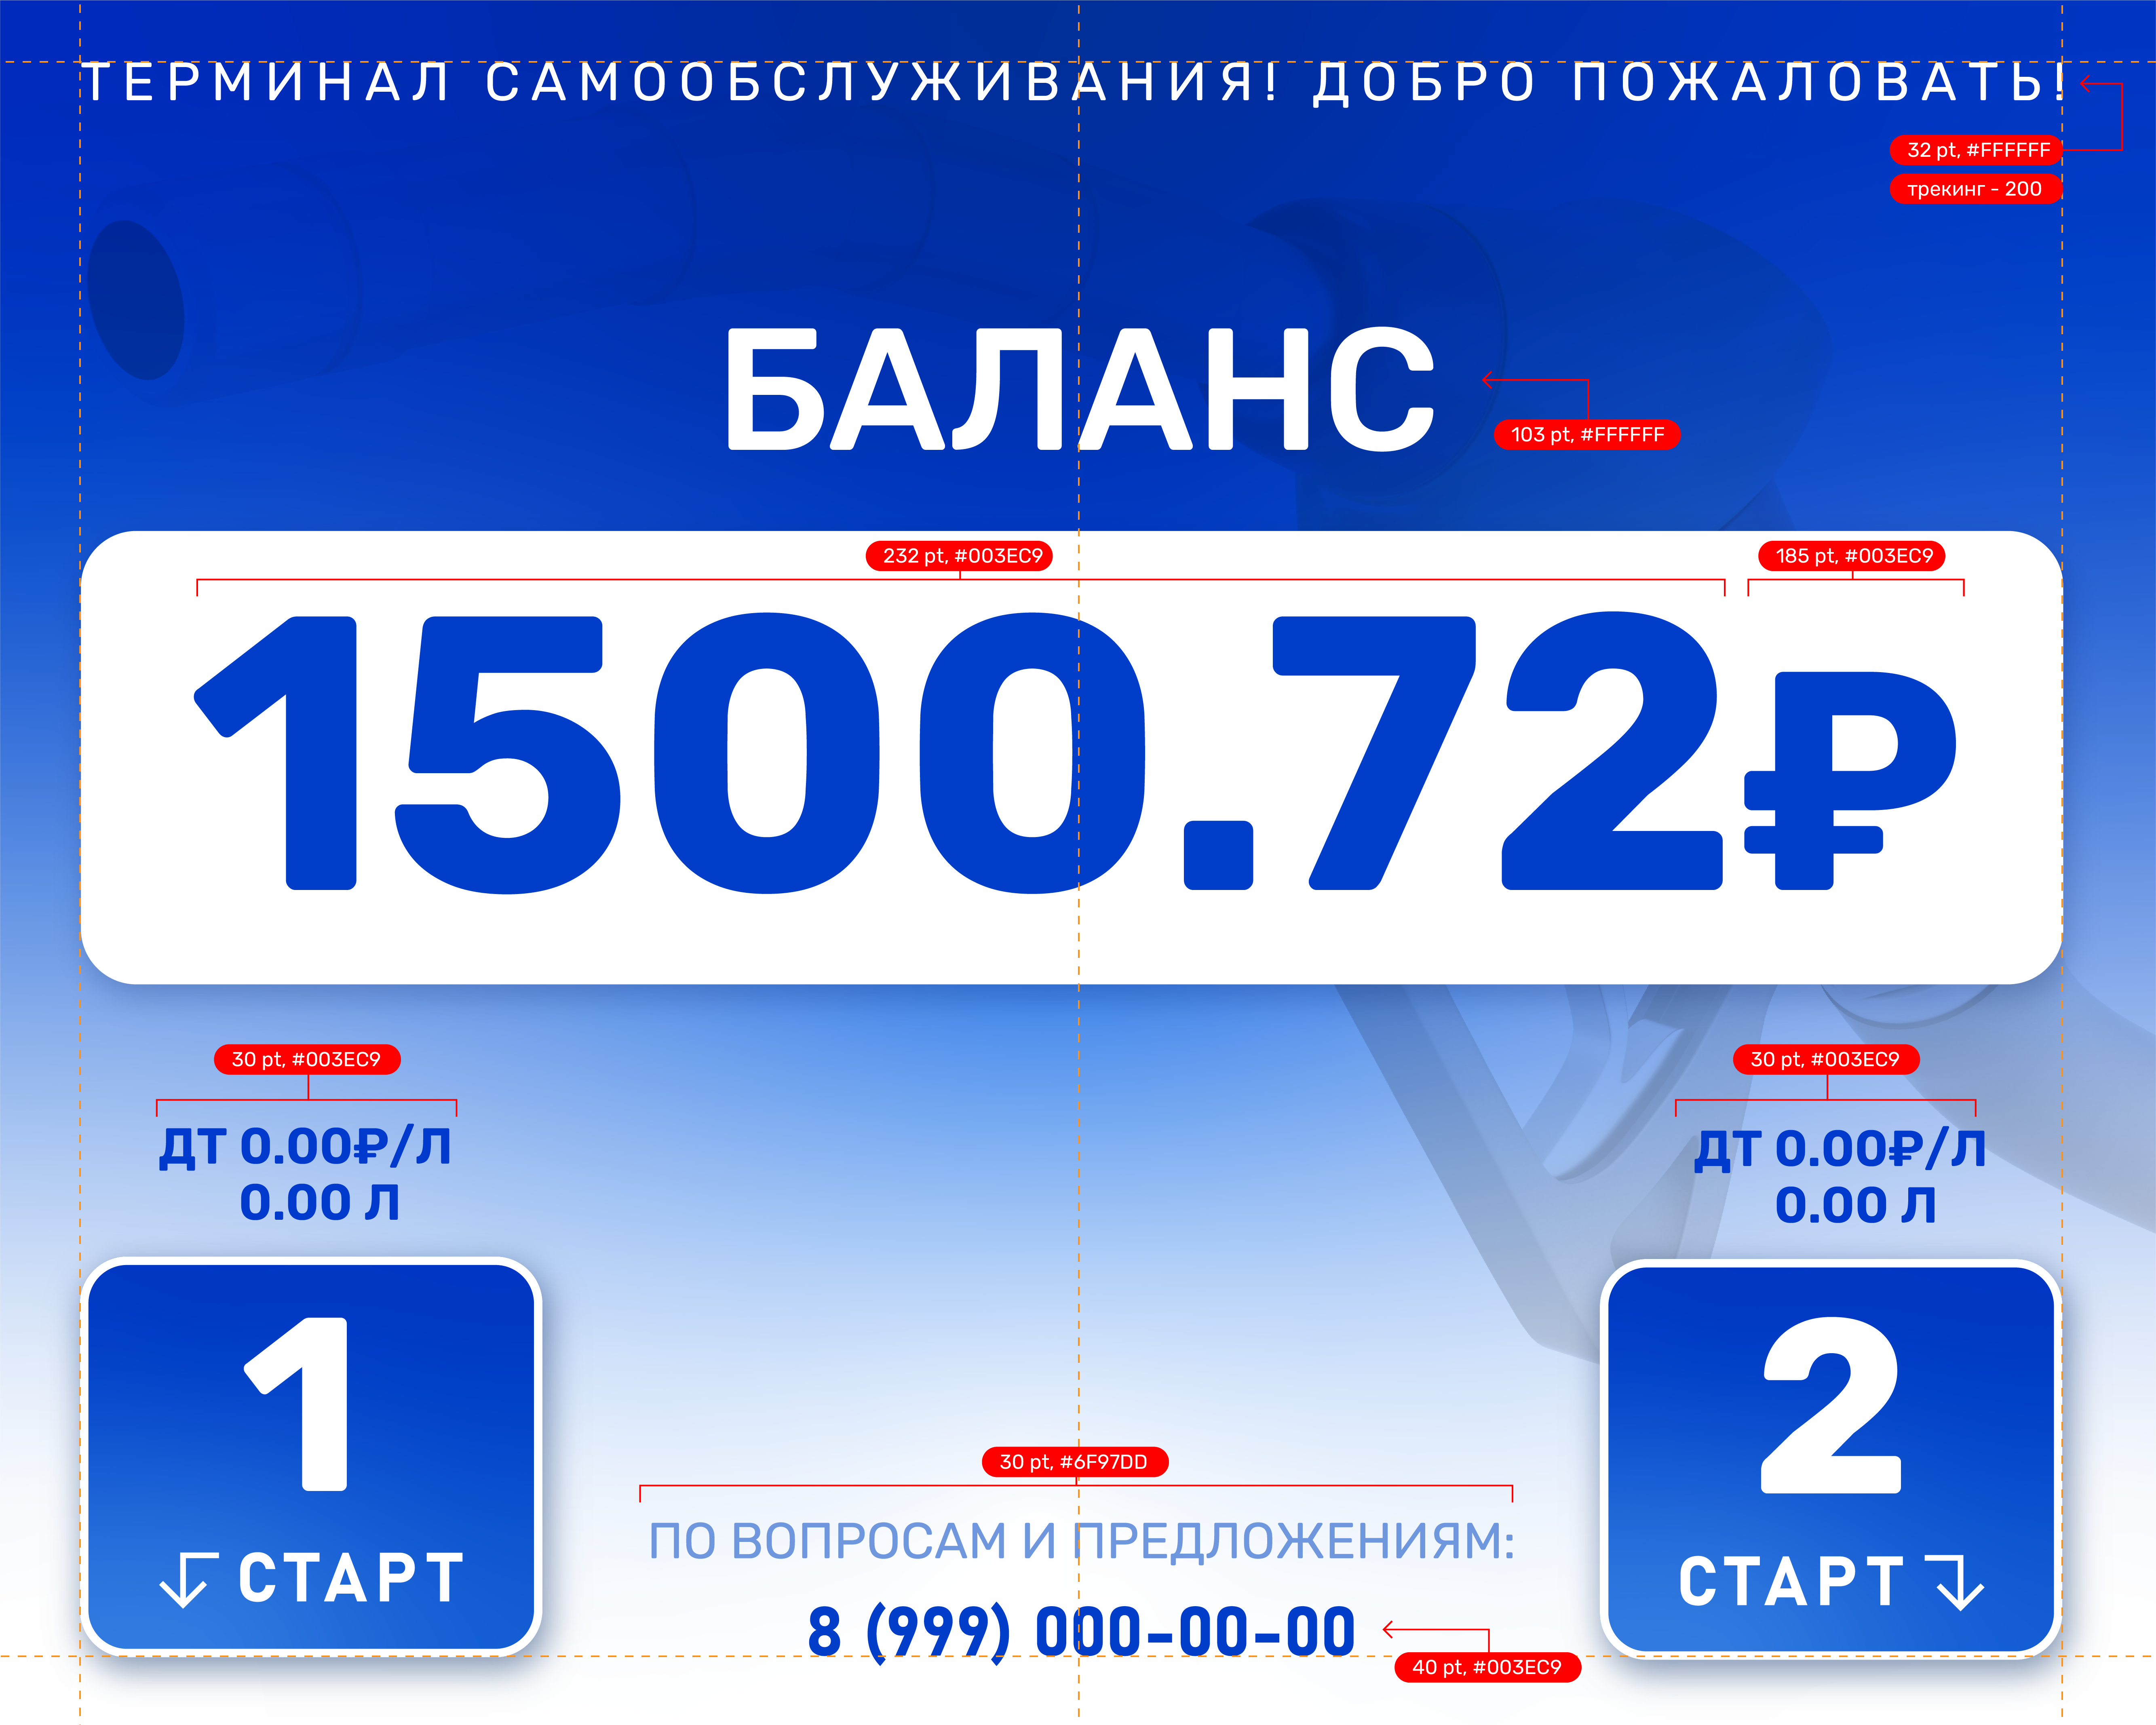 ТЕРМИНАЛ САМООБСЛУЖИВАНИЯ! ДОБРО ПОЖАЛОВАТЬ!
32 pt, #FFFFFF
трекинг - 200
БАЛАНС
103 pt, #FFFFFF
232 pt, #003EC9
185 pt, #003EC9
1500.72₽
30 pt, #003EC9
ДТ 0.00₽/Л
0.00 Л
30 pt, #003EC9
ДТ 0.00₽/Л
0.00 Л
1
СТАРТ
2
СТАРТ
30 pt, #6F97DD
ПО ВОПРОСАМ И ПРЕДЛОЖЕНИЯМ:
8 (999) 000-00-00
40 pt, #003EC9